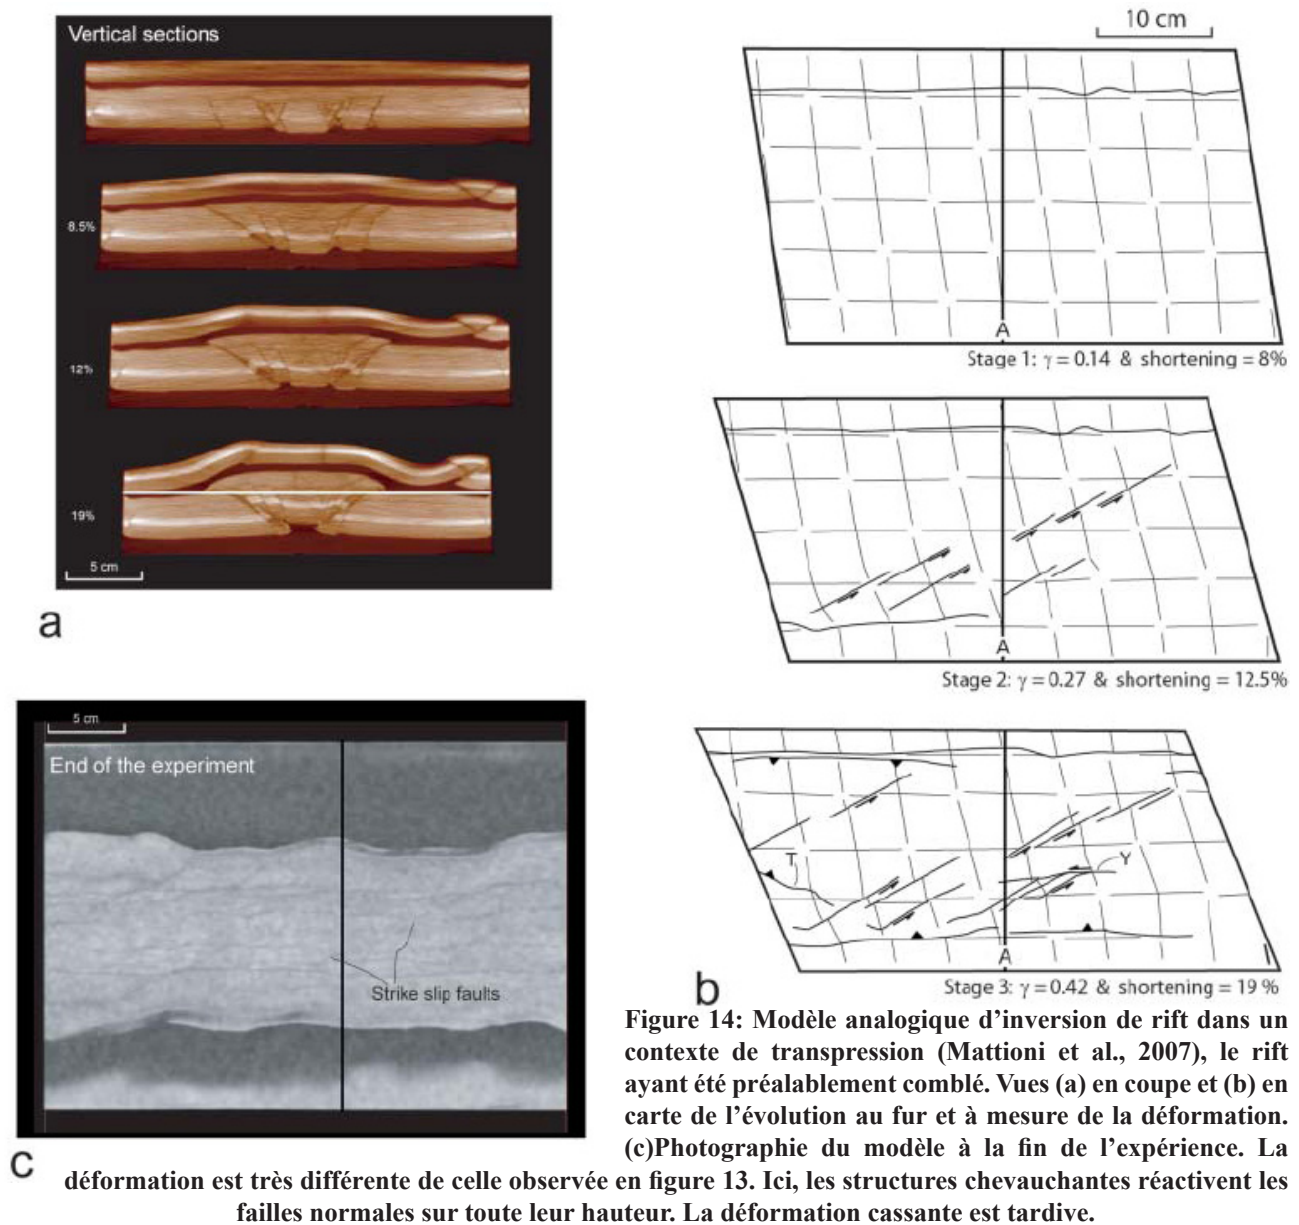 Vertical sections
8.5%
12%
19%
5 cm
a
10 cm
A
Stage 1: γ = 0.14 & shortening = 8%
A
Stage 2: γ = 0.27 & shortening = 12.5%
T
Y
A
Stage 3: γ = 0.42 & shortening = 19 %
b
5 cm
End of the experiment
Strike slip faults
c
Figure 14: Modèle analogique d’inversion de rift dans un
contexte de transpression (Mattioni et al., 2007), le rift
ayant été préalablement comblé. Vues (a) en coupe et (b) en
carte de l’évolution au fur et à mesure de la déformation.
(c)Photographie du modèle à la fin de l’expérience. La
déformation est très différente de celle observée en figure 13. Ici, les structures chevauchantes réactivent les
failles normales sur toute leur hauteur. La déformation cassante est tardive.